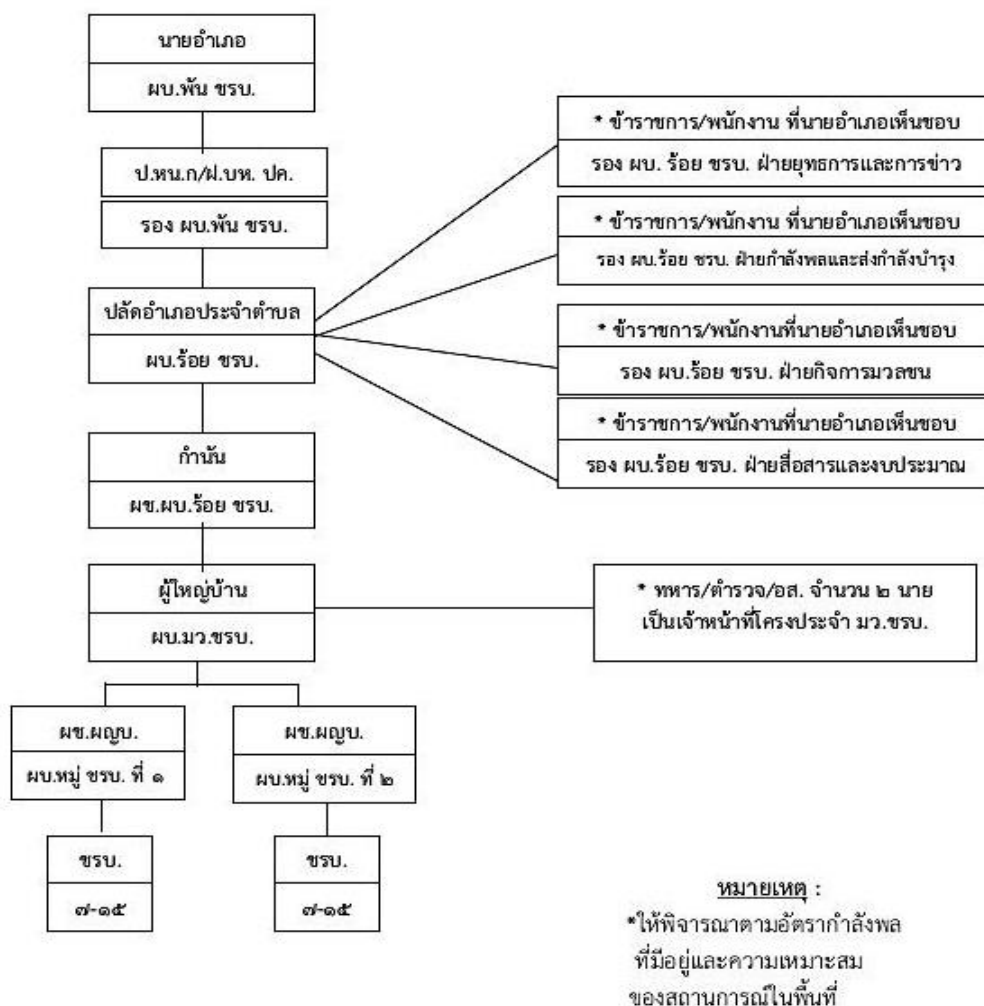 นายอำเภอ
ผบ.พัน ชรบ.
ป.หน.ก/ฝ.บห. ปค.
รอง ผบ.พัน ชรบ.
ปลัดอำเภอประจำตำบล
ผบ.ร้อย ชรบ.
* ข้าราชการ/พนักงาน ที่นายอำเภอเห็นชอบ
รอง ผบ. ร้อย ชรบ. ฝ่ายยุทธการและการข่าว
* ข้าราชการ/พนักงาน ที่นายอำเภอเห็นชอบ
รอง ผบ.ร้อย ชรบ. ฝ่ายกำลังพลและส่งกำลังบำรุง
* ข้าราชการ/พนักงานที่นายอำเภอเห็นชอบ
รอง ผบ.ร้อย ชรบ. ฝ่ายกิจการมวลชน
* ข้าราชการ/พนักงานที่นายอำเภอเห็นชอบ
รอง ผบ.ร้อย ชรบ. ฝ่ายสื่อสารและงบประมาณ
กำนัน
ผช.ผบ.ร้อย ชรบ.
ผู้ใหญ่บ้าน
ผบ.มว.ชรบ.
* ทหาร/ตำรวจ/อส. จำนวน ๒ นาย
เป็นเจ้าหน้าที่โครงประจำ มว.ชรบ.
ผช.ผญบ.
ผบ.หมู่ ชรบ. ที่ ๑
ผช.ผญบ.
ผบ.หมู่ ชรบ. ที่ ๒
ชรบ.
๗-๑๕
ชรบ.
๗-๑๕
หมายเหตุ :
*ให้พิจารณาตามอัตรากำลังพล
ที่มีอยู่และความเหมาะสม
ของสถานการณ์ในพื้นที่